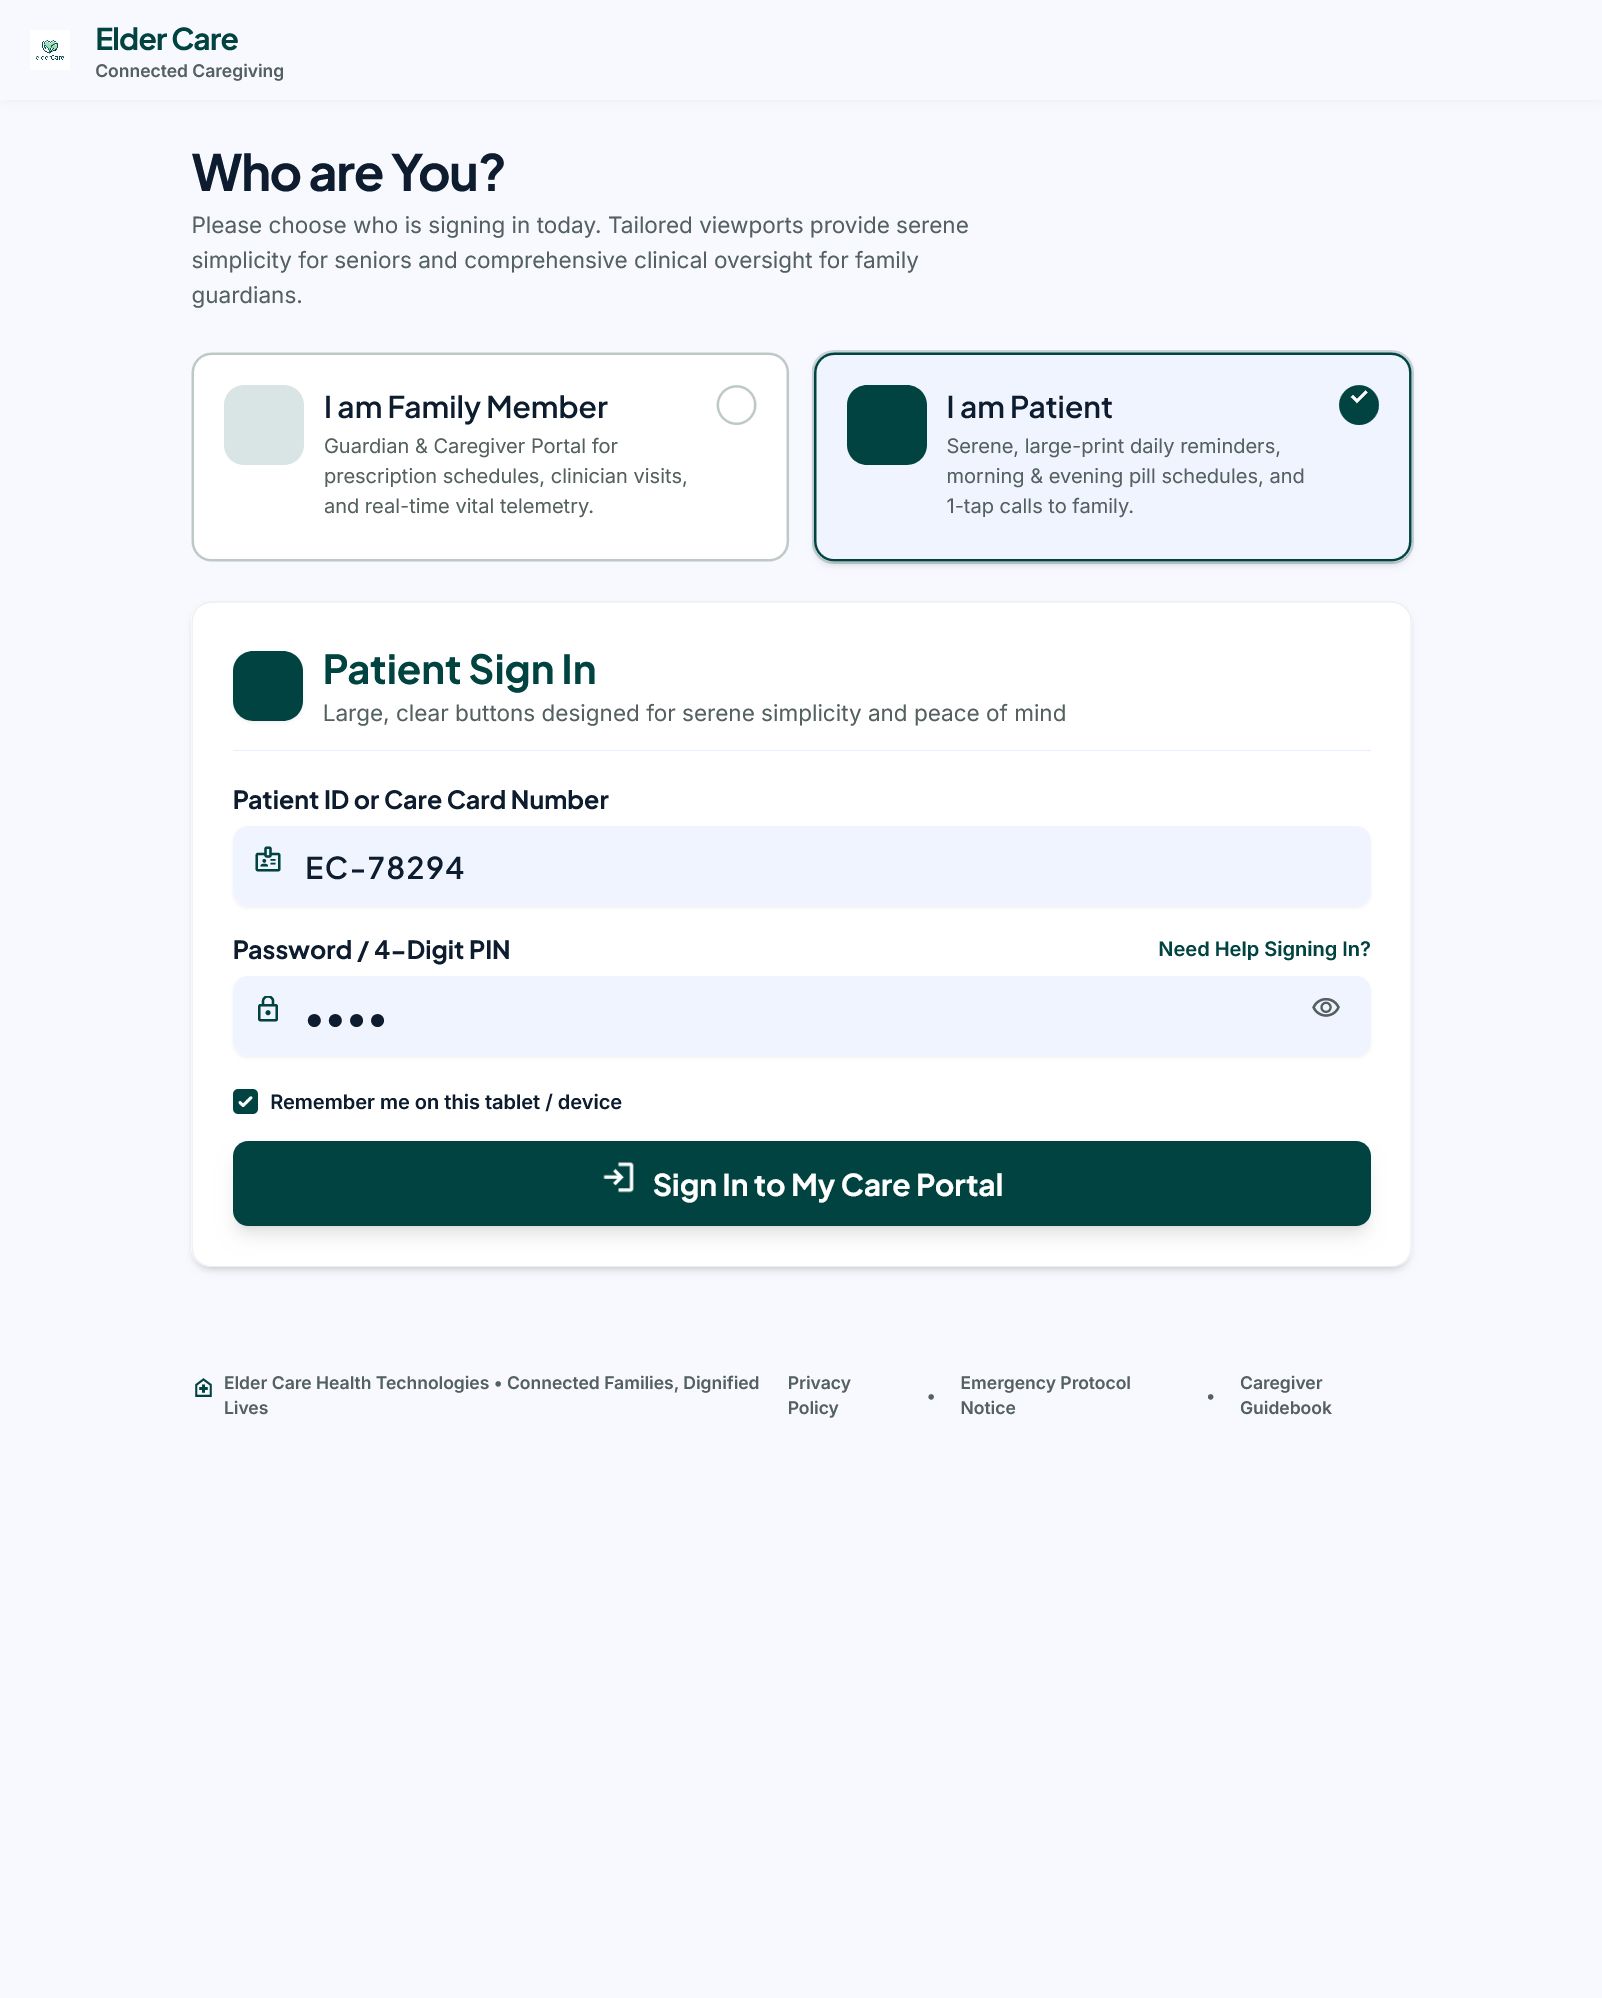 Elder Care
Connected Caregiving
Who are You?
Please choose who is signing in today. Tailored viewports provide serene
simplicity for seniors and comprehensive clinical oversight for family
guardians.
I am Family Member
Guardian & Caregiver Portal for
prescription schedules, clinician visits,
and real-time vital telemetry.
I am Patient
Serene, large-print daily reminders,
morning & evening pill schedules, and
1-tap calls to family.
Patient Sign In
Large, clear buttons designed for serene simplicity and peace of mind
Patient ID or Care Card Number
EC-78294
Password / 4-Digit PIN
Need Help Signing In?
••••
Remember me on this tablet / device
Sign In to My Care Portal
Elder Care Health Technologies • Connected Families, Dignified
Lives
Privacy
Policy
•
Emergency Protocol
Notice
•
Caregiver
Guidebook